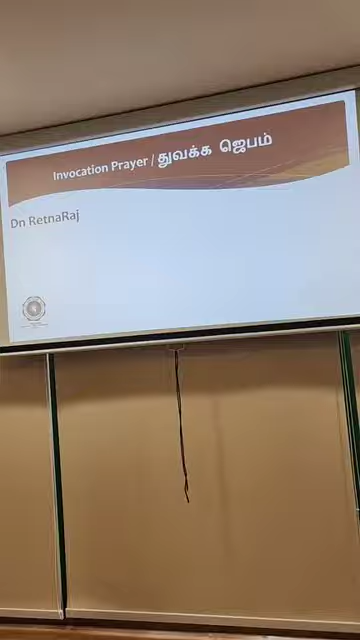 Invocation Prayer / துவக்க ஜெபம்
Dn RetnaRaj